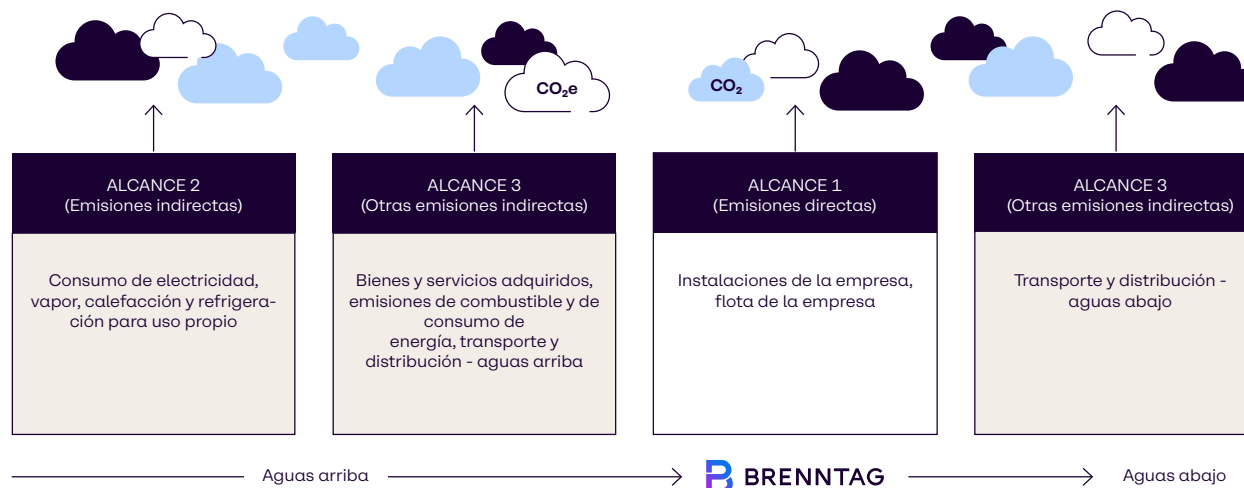 CO₂e
CO₂
ALCANCE 2
(Emisiones indirectas)
Consumo de electricidad,
vapor, calefacción y refrigera-
ción para uso propio
ALCANCE 3
(Otras emisiones indirectas)
Bienes y servicios adquiridos,
emisiones de combustible y de
consumo de
energía, transporte y
distribución - aguas arriba
ALCANCE 1
(Emisiones directas)
Instalaciones de la empresa,
flota de la empresa
ALCANCE 3
(Otras emisiones indirectas)
Transporte y distribución -
aguas abajo
Aguas arriba
BRENNTAG
Aguas abajo